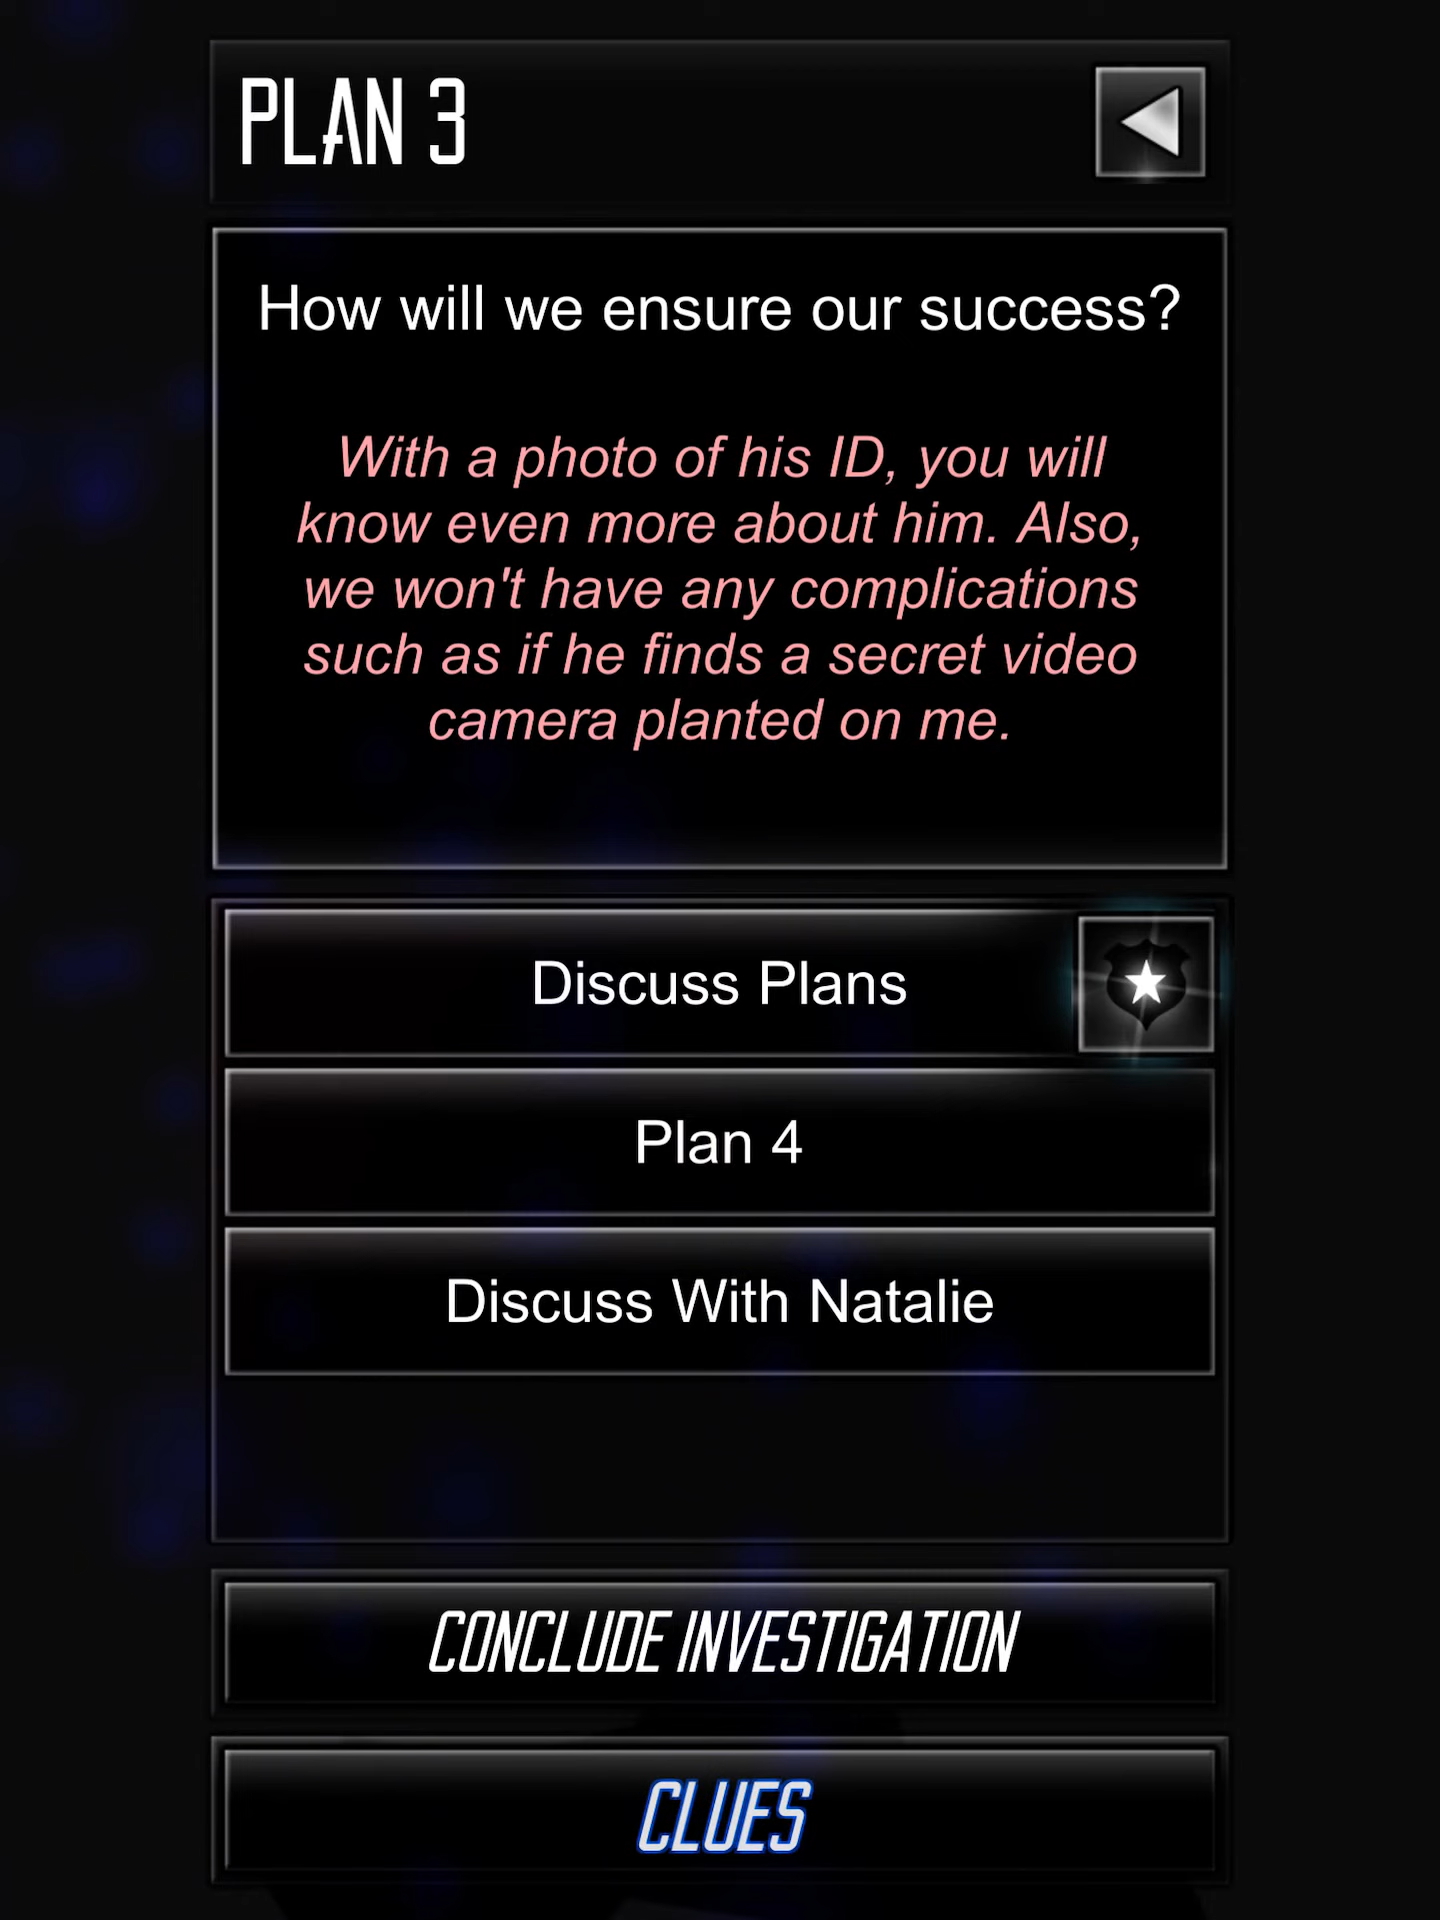 PLAN 3
How will we ensure our success?
With a photo of his ID, you will
know even more about him. Also,
we won't have any complications
such as if he finds a secret video
camera planted on me.
Discuss Plans
Plan 4
Discuss With Natalie
CONCLUDE INVESTIGATION
CLUES